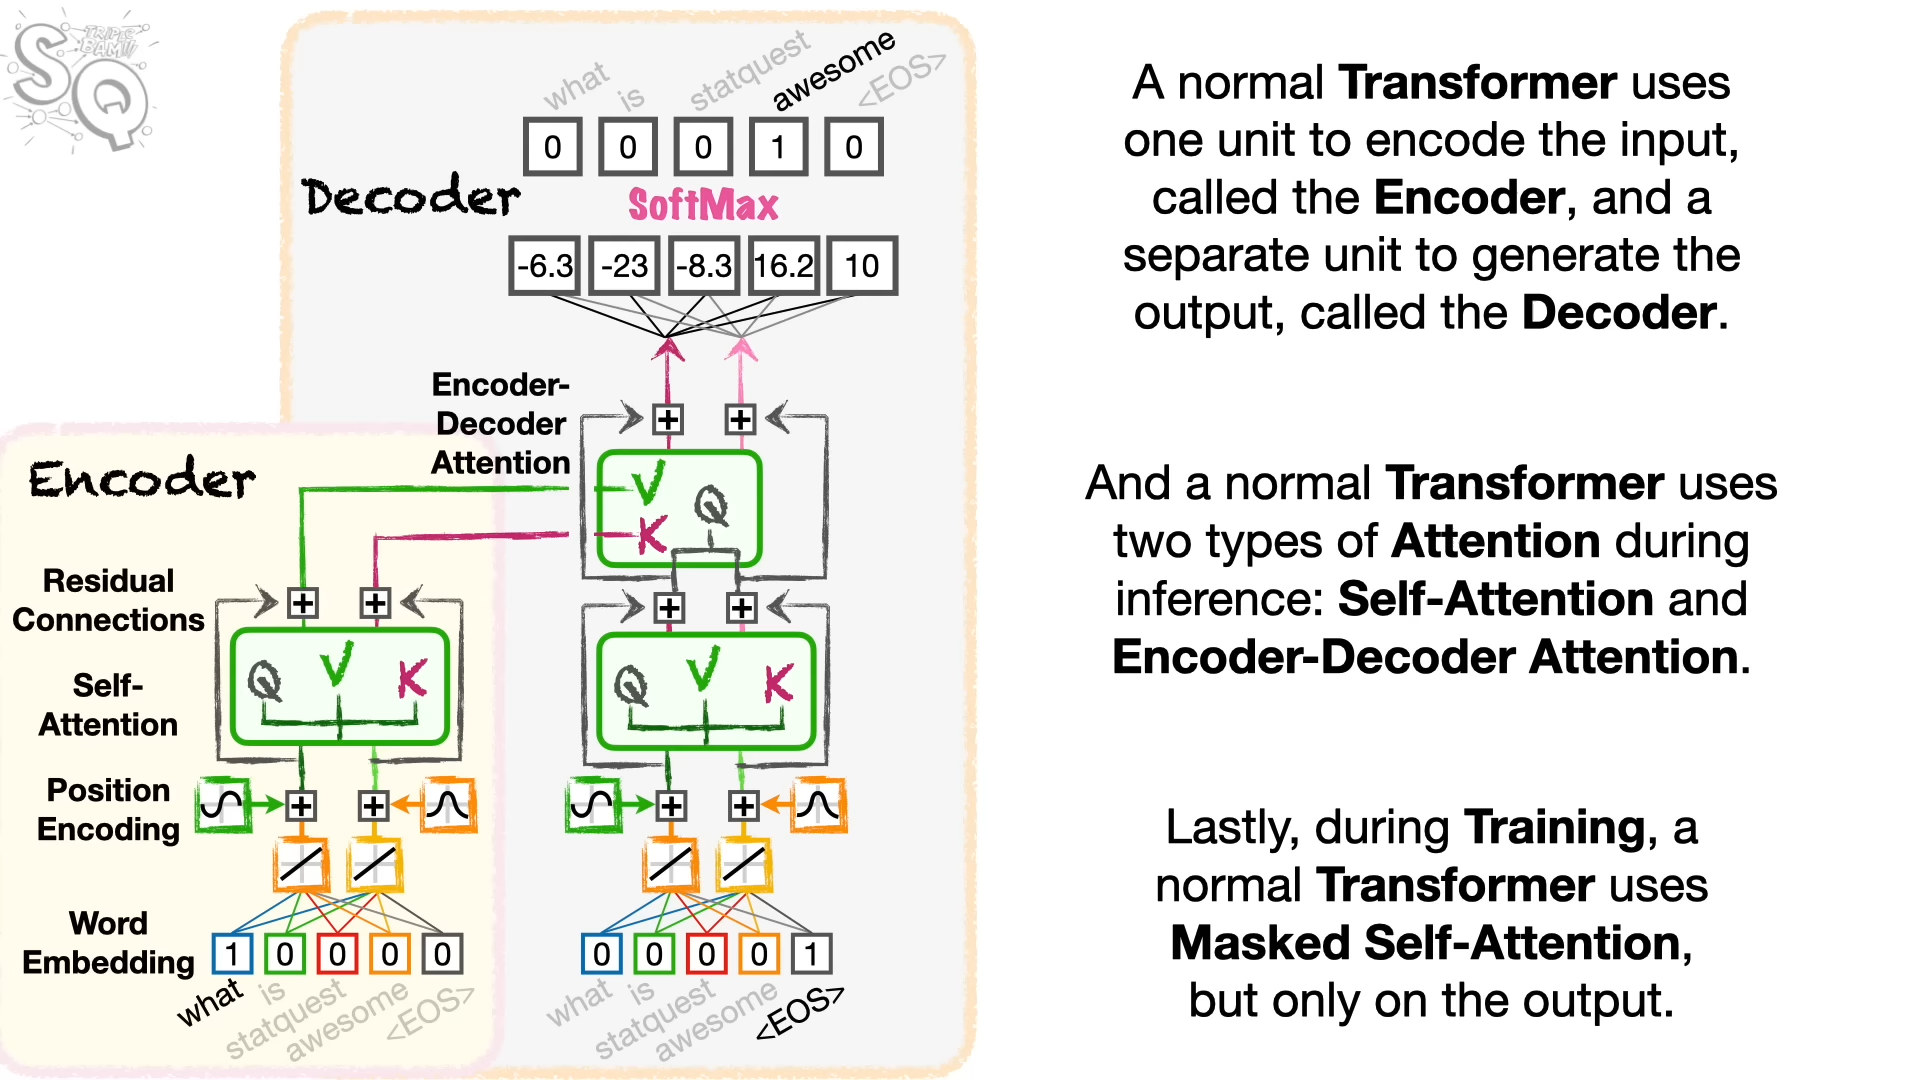 SQ
TRIPLE
BAM!!!
what is statquest awesome <EOS>
0 0 0 1 0
Decoder
SoftMax
-6.3 -23 -8.3 16.2 10
Encoder-
Decoder
Attention
+ +
V Q
K
Encoder
Residual
Connections
+ +
+ +
Self-
Attention
Q V K
Q V K
Position
Encoding
+ +
+ +
Word
Embedding
1 0 0 0 0
what is statquest awesome <EOS>
0 0 0 0 1
what is statquest awesome <EOS>
A normal Transformer uses
one unit to encode the input,
called the Encoder, and a
separate unit to generate the
output, called the Decoder.
And a normal Transformer uses
two types of Attention during
inference: Self-Attention and
Encoder-Decoder Attention.
Lastly, during Training, a
normal Transformer uses
Masked Self-Attention,
but only on the output.